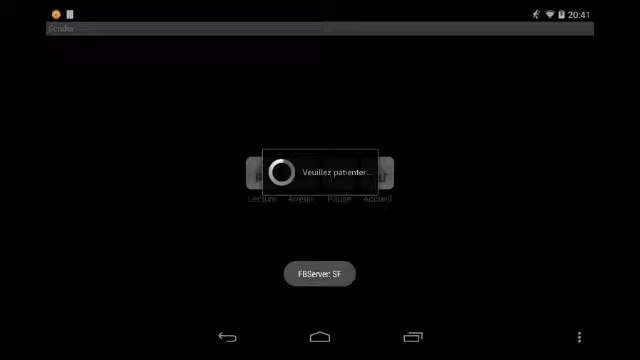 20:41
Veuillez patienter...
Lecture Arrêter Pause Accueil
FBServer: SF